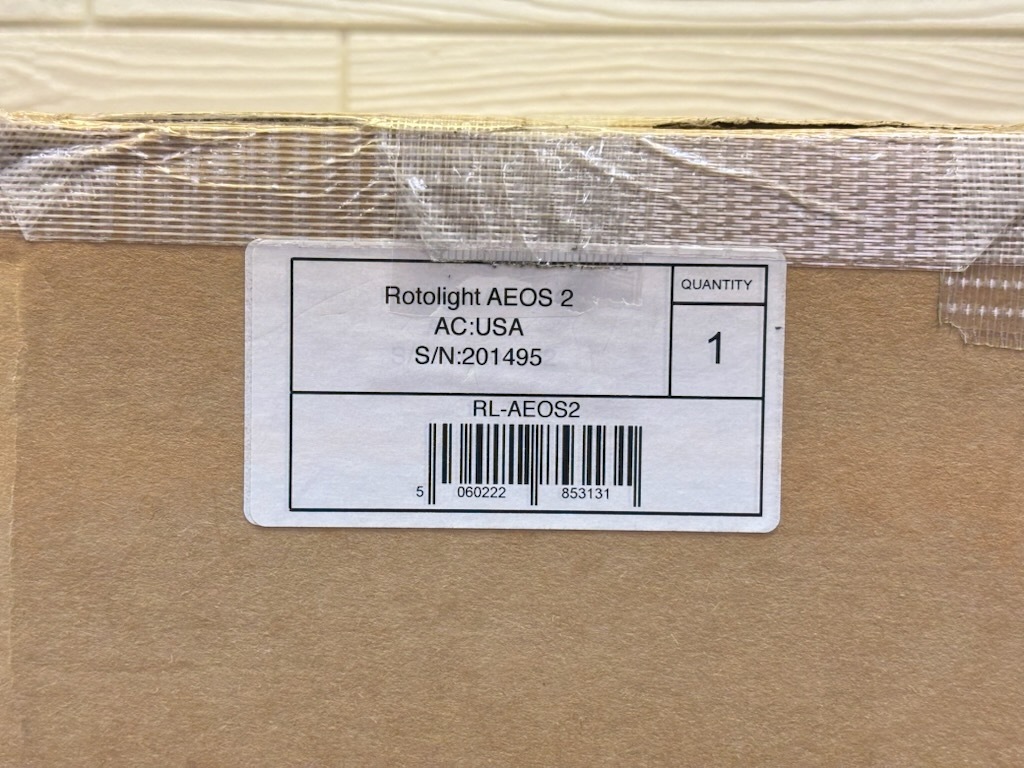 Rotolight AEOS 2
AC:USA
S/N:201495
QUANTITY
1
RL-AEOS2
5 060222 853131